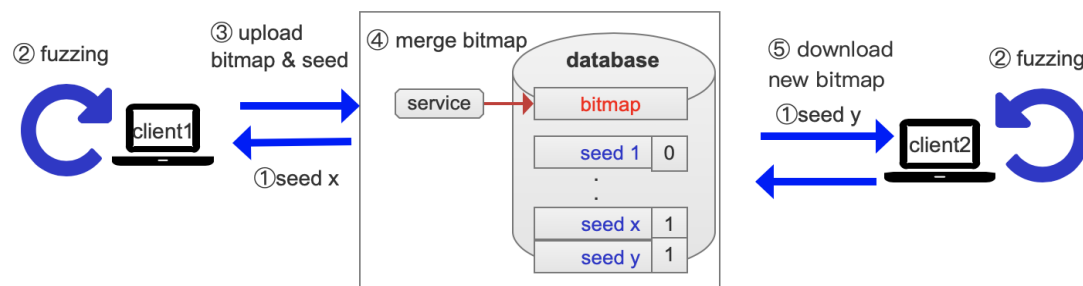 ② fuzzing
client1
③ upload
bitmap & seed
①seed x
④ merge bitmap
database
service
bitmap
seed 1 0
.
.
seed x 1
seed y 1
⑤ download
new bitmap
①seed y
② fuzzing
client2